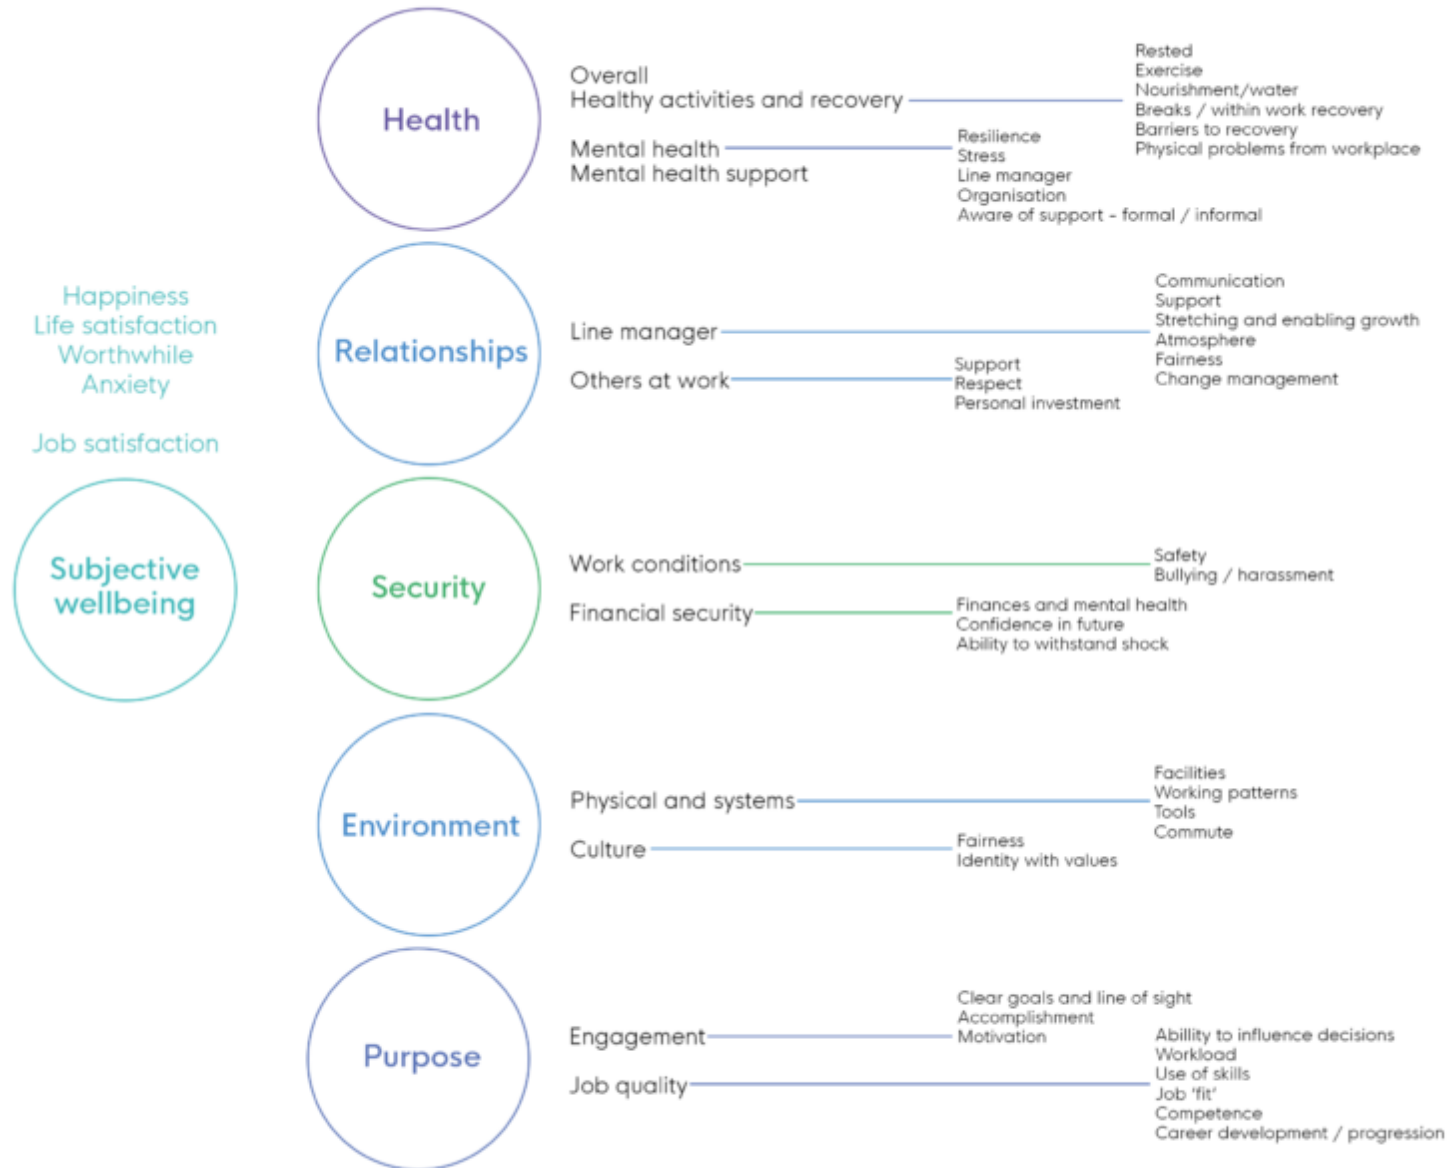 Happiness
Life satisfaction
Worthwhile
Anxiety
Job satisfaction
Subjective
wellbeing
Health
Overall
Healthy activities and recovery
Rested
Exercise
Nourishment/water
Breaks / within work recovery
Barriers to recovery
Physical problems from workplace
Mental health
Mental health support
Resilience
Stress
Line manager
Organisation
Aware of support - formal / informal
Relationships
Line manager
Communication
Support
Stretching and enabling growth
Atmosphere
Fairness
Change management
Others at work
Support
Respect
Personal investment
Security
Work conditions
Safety
Bullying / harassment
Financial security
Finances and mental health
Confidence in future
Ability to withstand shock
Environment
Physical and systems
Facilities
Working patterns
Tools
Commute
Culture
Fairness
Identity with values
Purpose
Engagement
Clear goals and line of sight
Accomplishment
Motivation
Job quality
Abillity to influence decisions
Workload
Use of skills
Job 'fit'
Competence
Career development / progression